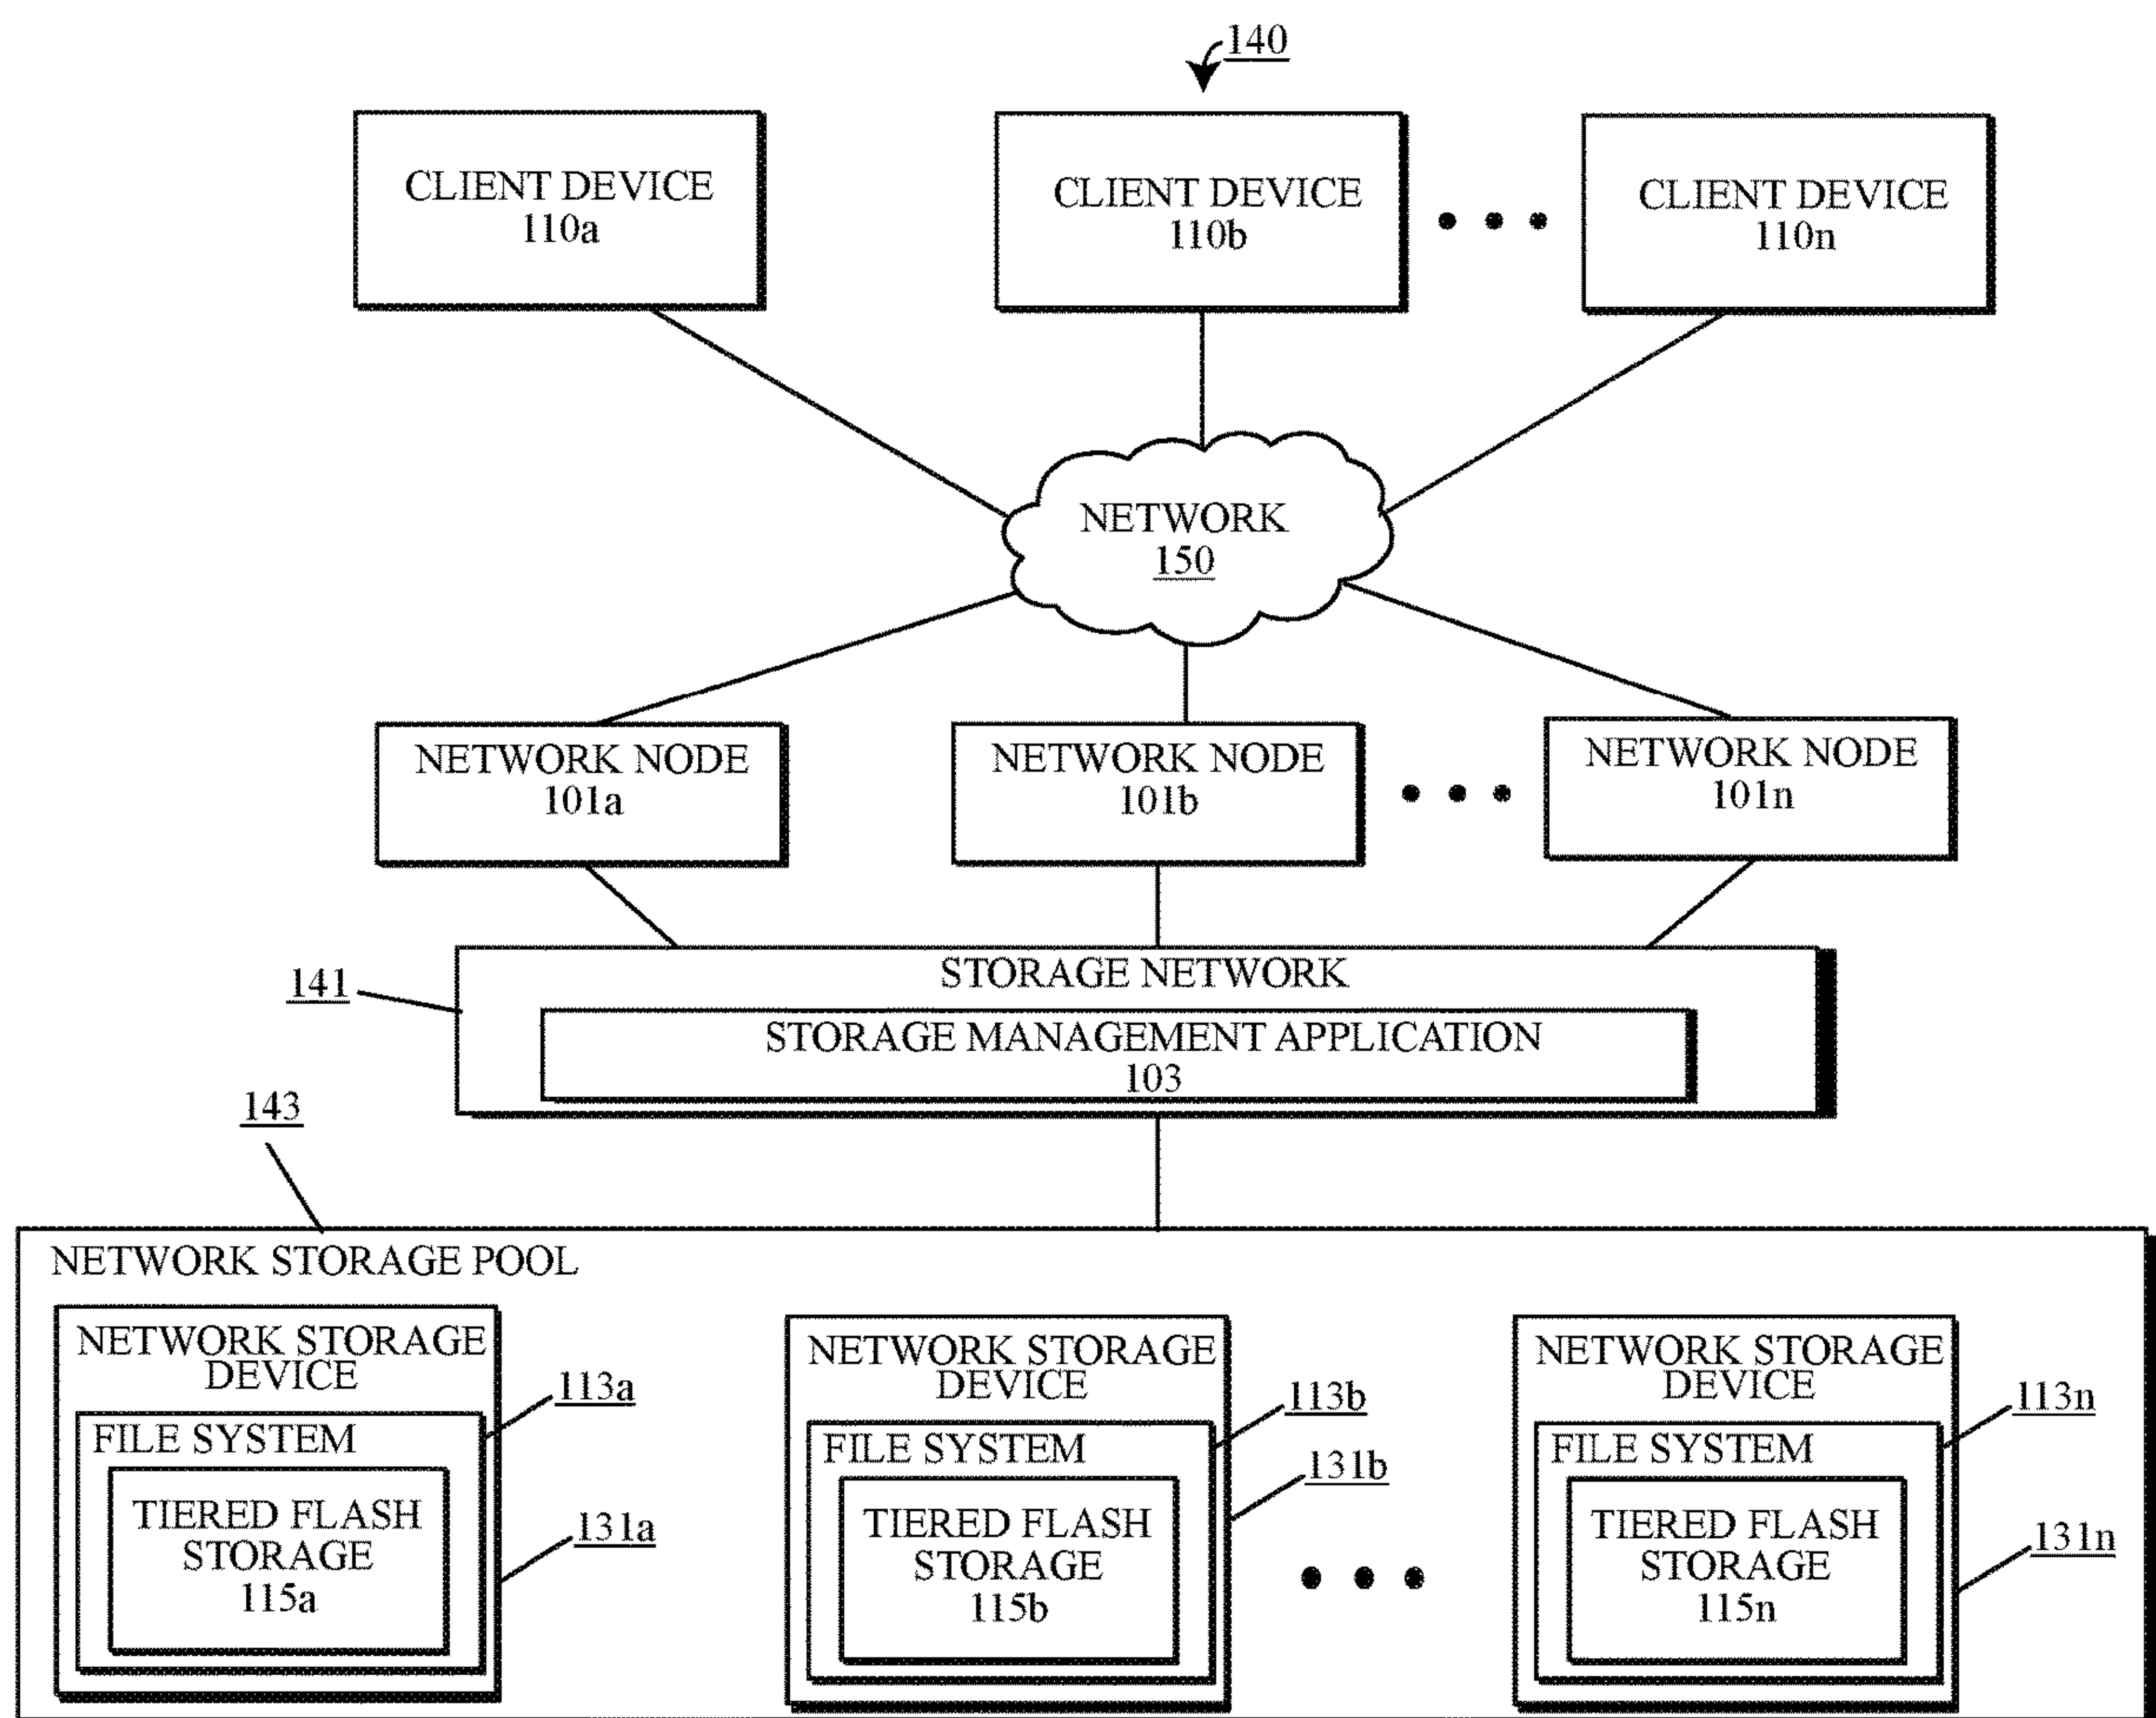 140
CLIENT DEVICE
110a
CLIENT DEVICE
110b
CLIENT DEVICE
110n
NETWORK
150
NETWORK NODE
101a
NETWORK NODE
101b
NETWORK NODE
101n
141
STORAGE NETWORK
STORAGE MANAGEMENT APPLICATION
103
143
NETWORK STORAGE POOL
NETWORK STORAGE
DEVICE
113a
FILE SYSTEM
TIERED FLASH
STORAGE
115a
131a
NETWORK STORAGE
DEVICE
113b
FILE SYSTEM
131b
TIERED FLASH
STORAGE
115b
NETWORK STORAGE
DEVICE
113n
FILE SYSTEM
TIERED FLASH
STORAGE
115n
131n